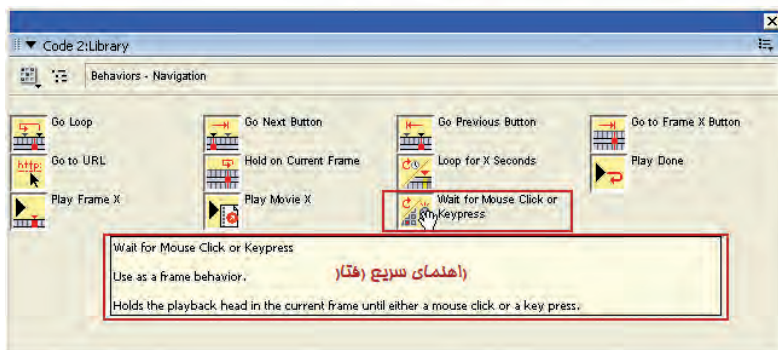 Code 2:Library
Behaviors - Navigation
Go Loop
Go Next Button
Go Previous Button
Go to Frame X Button
http:
Go to URL
Hold on Current Frame
Loop for X Seconds
Play Done
Play Frame X
Play Movie X
Wait for Mouse Click or
Keypress
Wait for Mouse Click or Keypress
Use as a frame behavior.
راهنمای سریع رفتار
Holds the playback head in the current frame until either a mouse click or a key press.